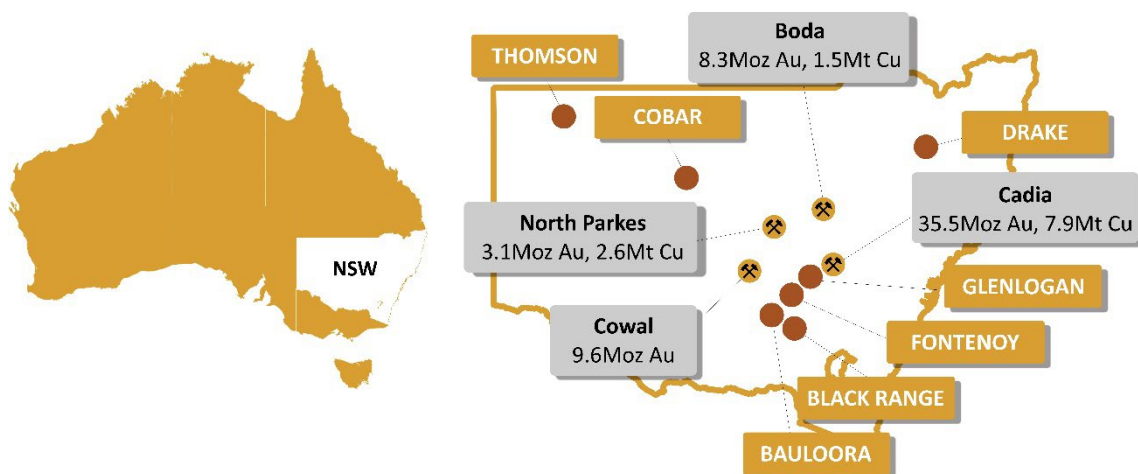 NSW
THOMSON
COBAR
Boda
8.3Moz Au, 1.5Mt Cu
DRAKE
North Parkes
3.1Moz Au, 2.6Mt Cu
Cadia
35.5Moz Au, 7.9Mt Cu
GLENLOGAN
Cowal
9.6Moz Au
FONTENOY
BLACK RANGE
BAULOORA